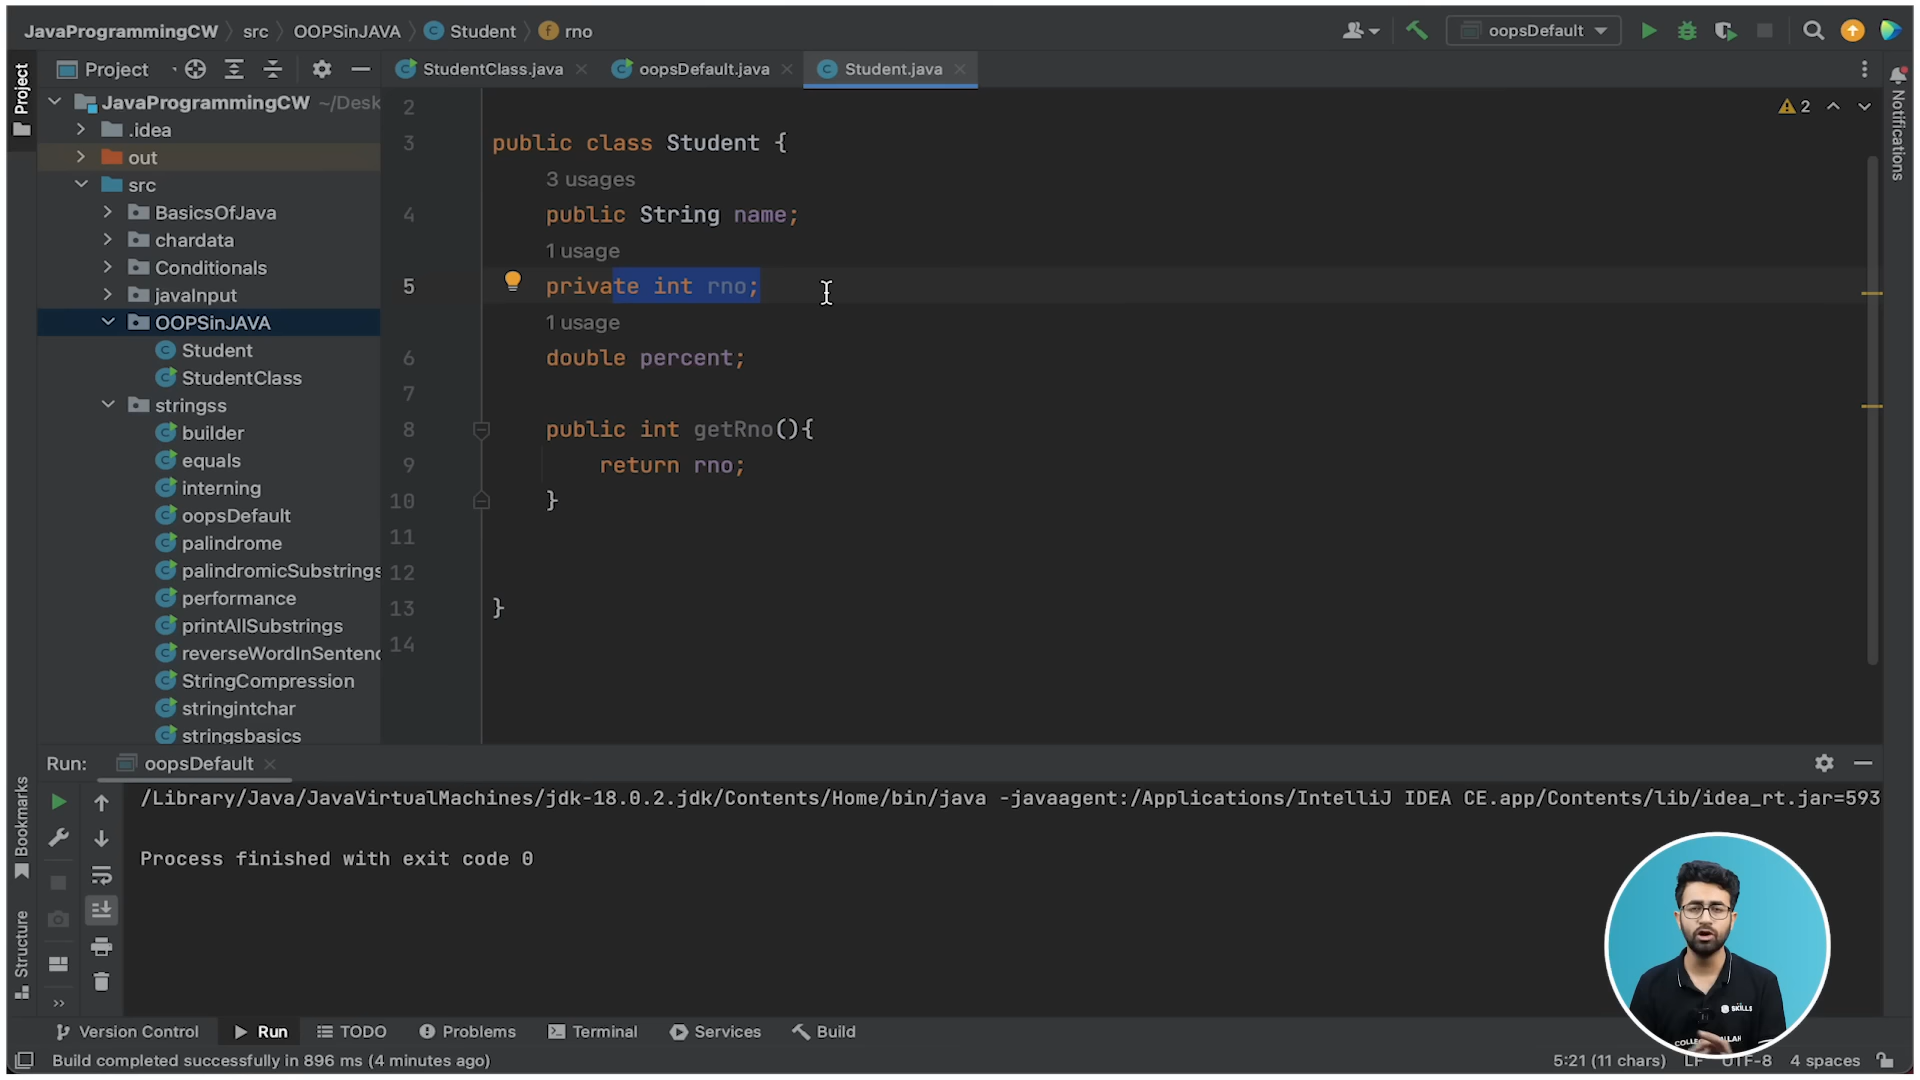 JavaProgrammingCW src OOPSinJAVA Student rno
oopsDefault
Project
Project
StudentClass.java
oopsDefault.java
Student.java
Notifications
JavaProgrammingCW ~/Desk
.idea
out
src
BasicsOfJava
chardata
Conditionals
javaInput
OOPSinJAVA
Student
StudentClass
stringss
builder
equals
interning
oopsDefault
palindrome
palindromicSubstrings
performance
printAllSubstrings
reverseWordInSentenc
StringCompression
stringintchar
stringsbasics
2
2
3 public class Student {
3 usages
4 public String name;
1 usage
5 private int rno;
1 usage
6 double percent;
7
8 public int getRno(){
9 return rno;
10 }
11
12
13 }
14
Run: oopsDefault
/Library/Java/JavaVirtualMachines/jdk-18.0.2.jdk/Contents/Home/bin/java -javaagent:/Applications/IntelliJ IDEA CE.app/Contents/lib/idea_rt.jar=593
Process finished with exit code 0
Bookmarks
Structure
SKILLS
Version Control
Run
TODO
Problems
Terminal
Services
Build
Build completed successfully in 896 ms (4 minutes ago)
5:21 (11 chars) LF UTF-8 4 spaces